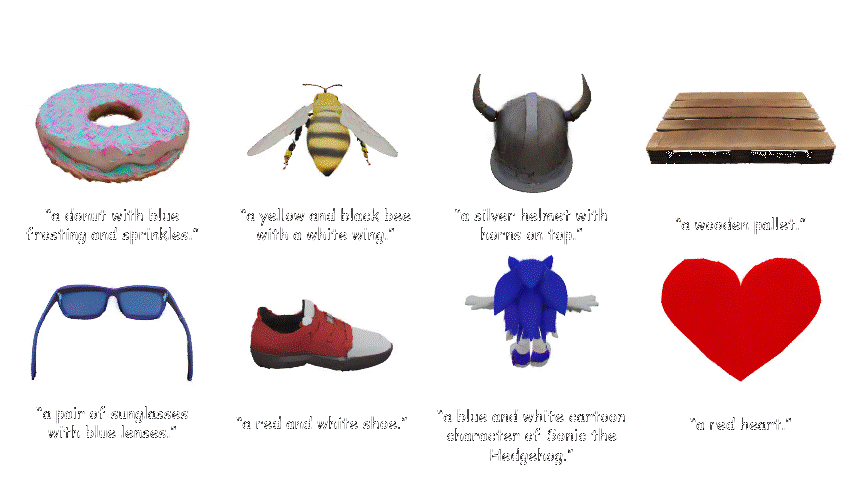 "a donut with blue
frosting and sprinkles."
"a yellow and black bee
with a white wing."
"a silver helmet with
horns on top."
"a wooden pallet."
"a pair of sunglasses
with blue lenses."
"a red and white shoe."
"a blue and white cartoon
character of Sonic the
Hedgehog."
"a red heart."